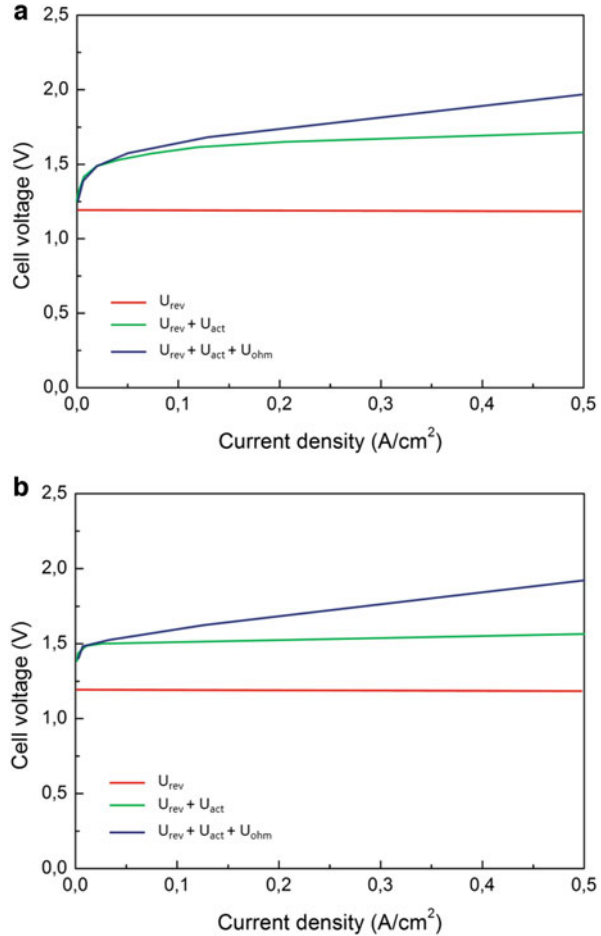 a
2,5
2,0
1,5
1,0
0,5
0,0
Cell voltage (V)
U_rev
U_rev + U_act
U_rev + U_act + U_ohm
0,0 0,1 0,2 0,3 0,4 0,5
Current density (A/cm²)
b
2,5
2,0
1,5
1,0
0,5
0,0
Cell voltage (V)
U_rev
U_rev + U_act
U_rev + U_act + U_ohm
0,0 0,1 0,2 0,3 0,4 0,5
Current density (A/cm²)